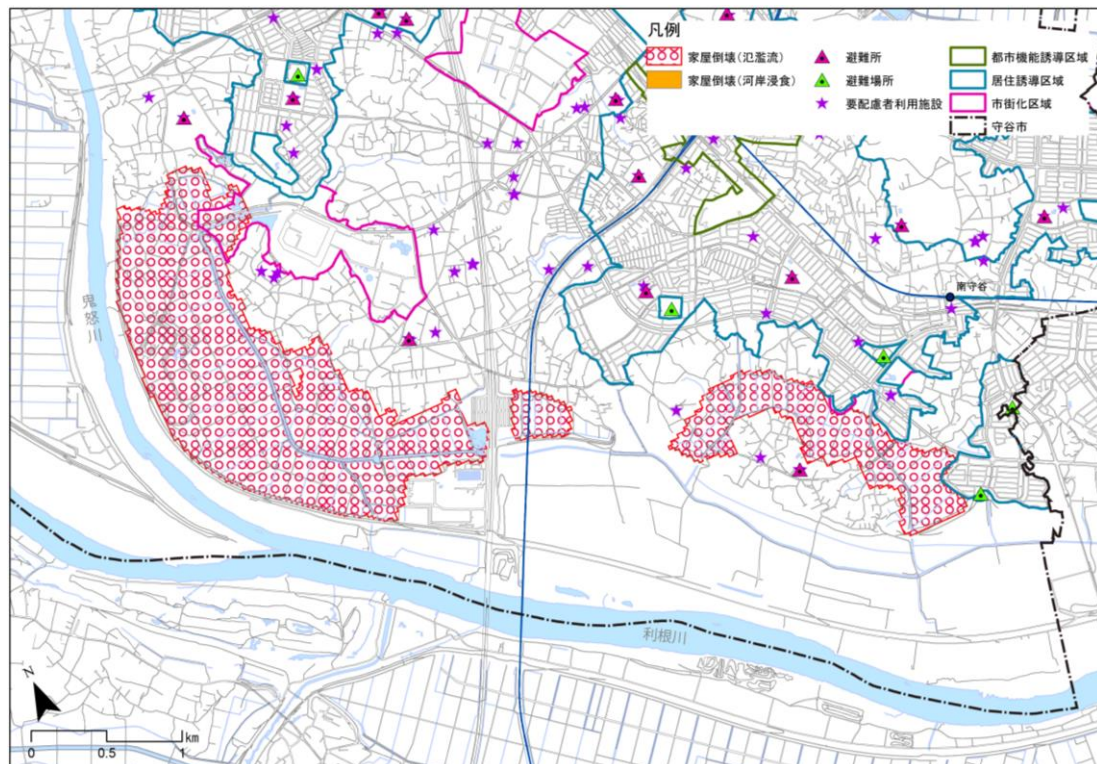 凡例
家屋倒壊(氾濫流)
家屋倒壊(河岸浸食)
避難所
避難場所
要配慮者利用施設
都市機能誘導区域
居住誘導区域
市街化区域
守谷市
南守谷
鬼怒川
利根川
N
0 0.5 1 km